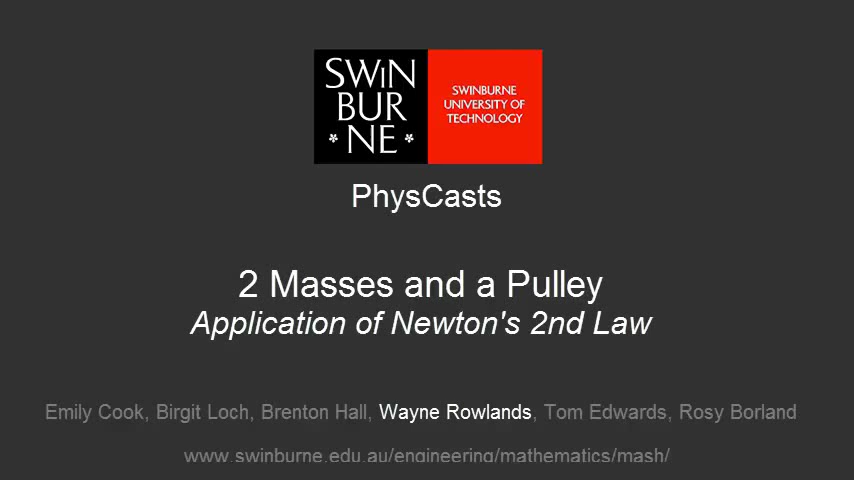 SWIN
BUR
* NE *
SWINBURNE
UNIVERSITY OF
TECHNOLOGY
PhysCasts
2 Masses and a Pulley
Application of Newton's 2nd Law
Emily Cook, Birgit Loch, Brenton Hall, Wayne Rowlands, Tom Edwards, Rosy Borland
www.swinburne.edu.au/engineering/mathematics/mash/